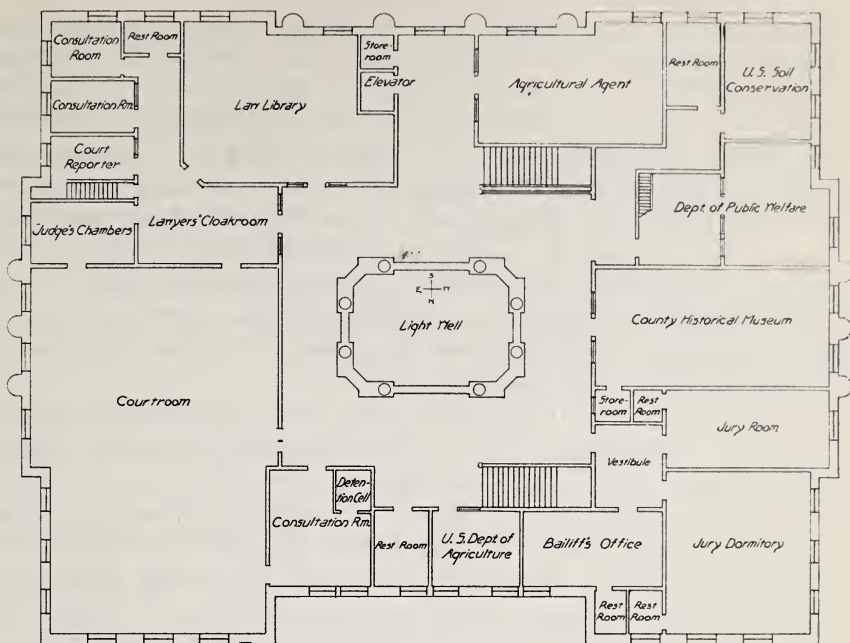 Consultation
Room
Rest Room
Store-
room
Elevator
Law Library
Agricultural Agent
Rest Room
U. S. Soil
Conservation
Consultation Rm.
Court
Reporter
Judge's Chambers
Lawyers' Cloakroom
Dept. of Public Welfare
S
E W
N
Light Well
County Historical Museum
Courtroom
Store-
room
Rest
Room
Jury Room
Vestibule
Deten-
tion Cell
Consultation Rm.
Rest Room
U. S. Dept. of
Agriculture
Bailiff's Office
Jury Dormitory
Rest
Room
Rest
Room